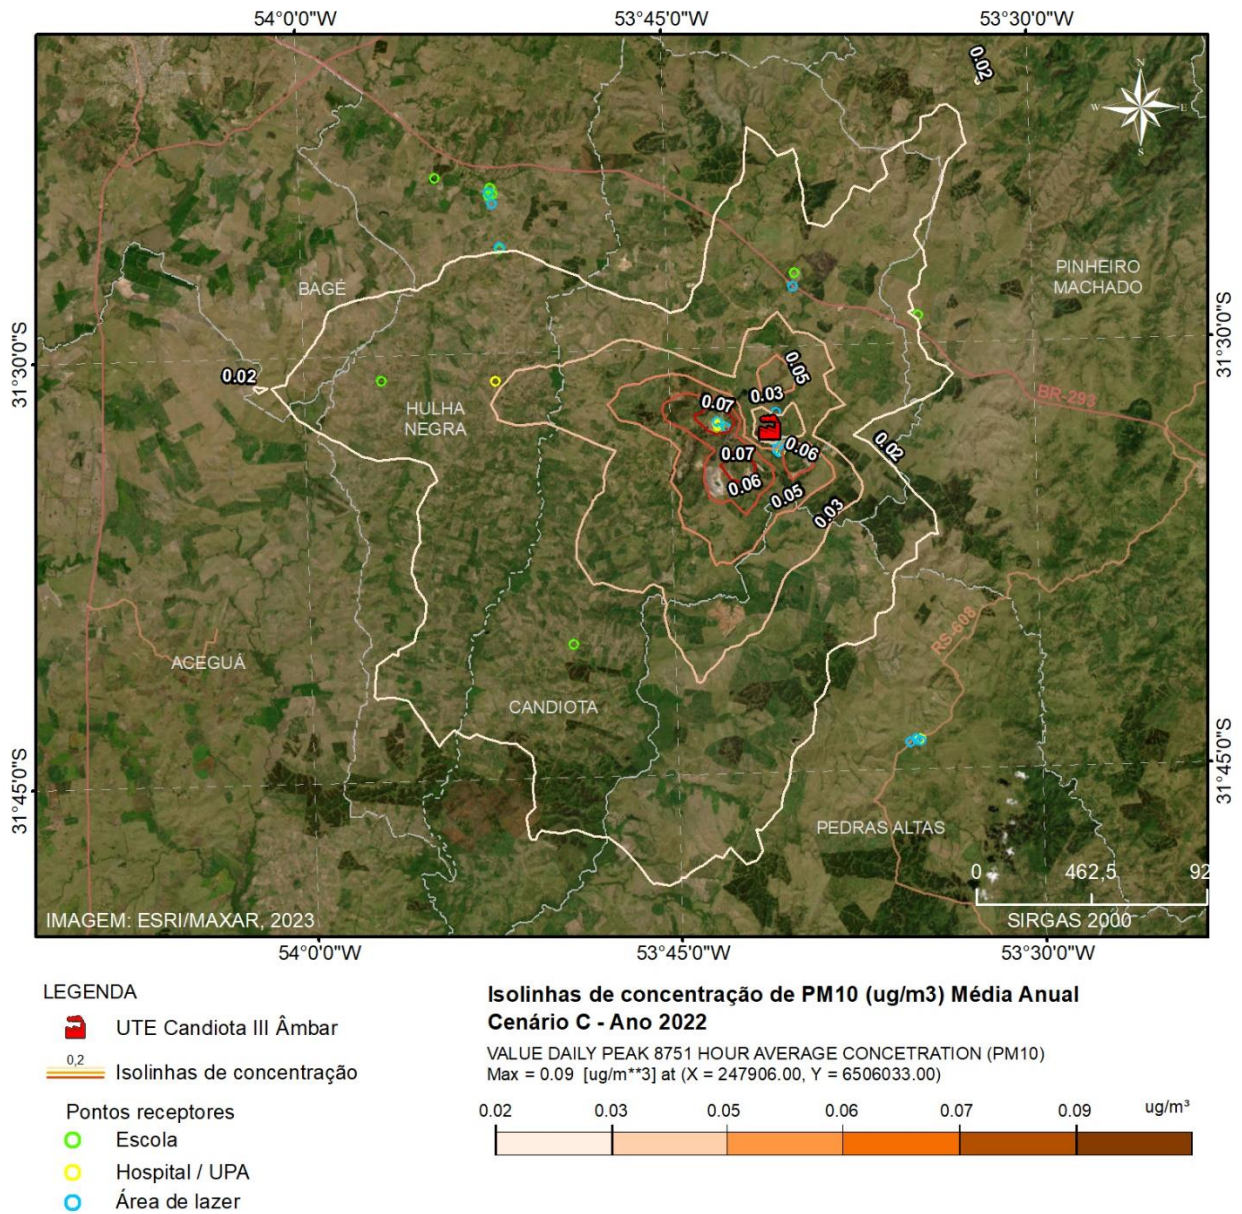 54°0'0"W 53°45'0"W 53°30'0"W
0.02
N
W E
S
PINHEIRO
MACHADO
BAGÉ
31°30'0"S
31°30'0"S
0.02
0.05
0.03
BR-293
0.07
HULHA
NEGRA
0.02
0.06
0.07
0.06
0.05
0.03
RS-608
ACEGUÁ
CANDIOTA
31°45'0"S
31°45'0"S
PEDRAS ALTAS
0 462,5 92
IMAGEM: ESRI/MAXAR, 2023
SIRGAS 2000
54°0'0"W 53°45'0"W 53°30'0"W
LEGENDA
UTE Candiota III Âmbar
0,2
Isolinhas de concentração
Pontos receptores
Escola
Hospital / UPA
Área de lazer
Isolinhas de concentração de PM10 (ug/m3) Média Anual
Cenário C - Ano 2022
VALUE DAILY PEAK 8751 HOUR AVERAGE CONCETRATION (PM10)
Max = 0.09 [ug/m**3] at (X = 247906.00, Y = 6506033.00)
0.02 0.03 0.05 0.06 0.07 0.09 ug/m³